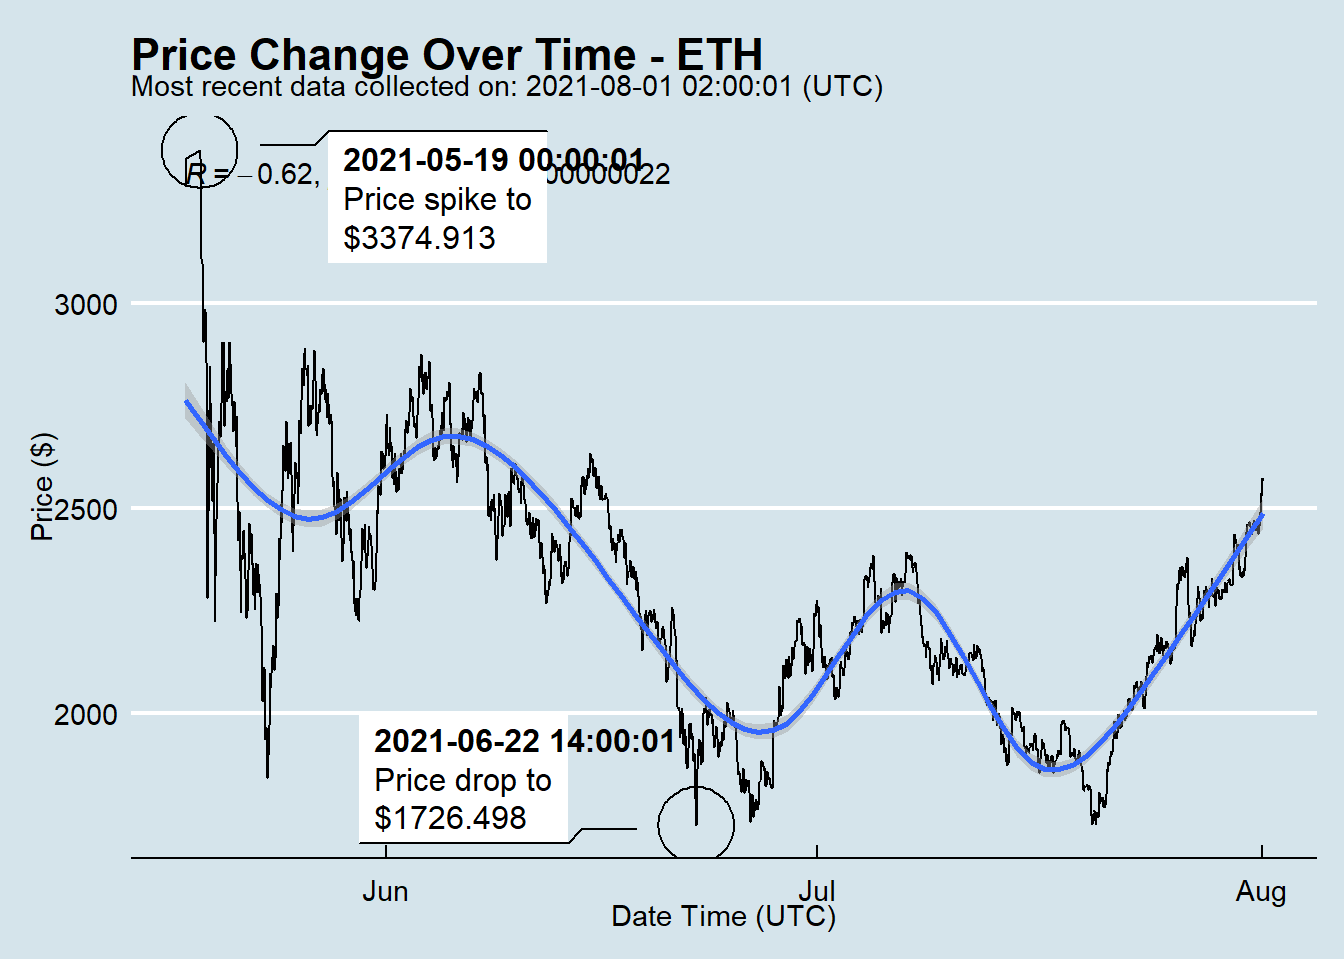 Price Change Over Time - ETH
Most recent data collected on: 2021-08-01 02:00:01 (UTC)
2021-05-19 00:00:01
R = −0.62, 00000022
Price spike to
$3374.913
3000
Price ($)
2500
2000
2021-06-22 14:00:01
Price drop to
$1726.498
Jun
Jul
Aug
Date Time (UTC)